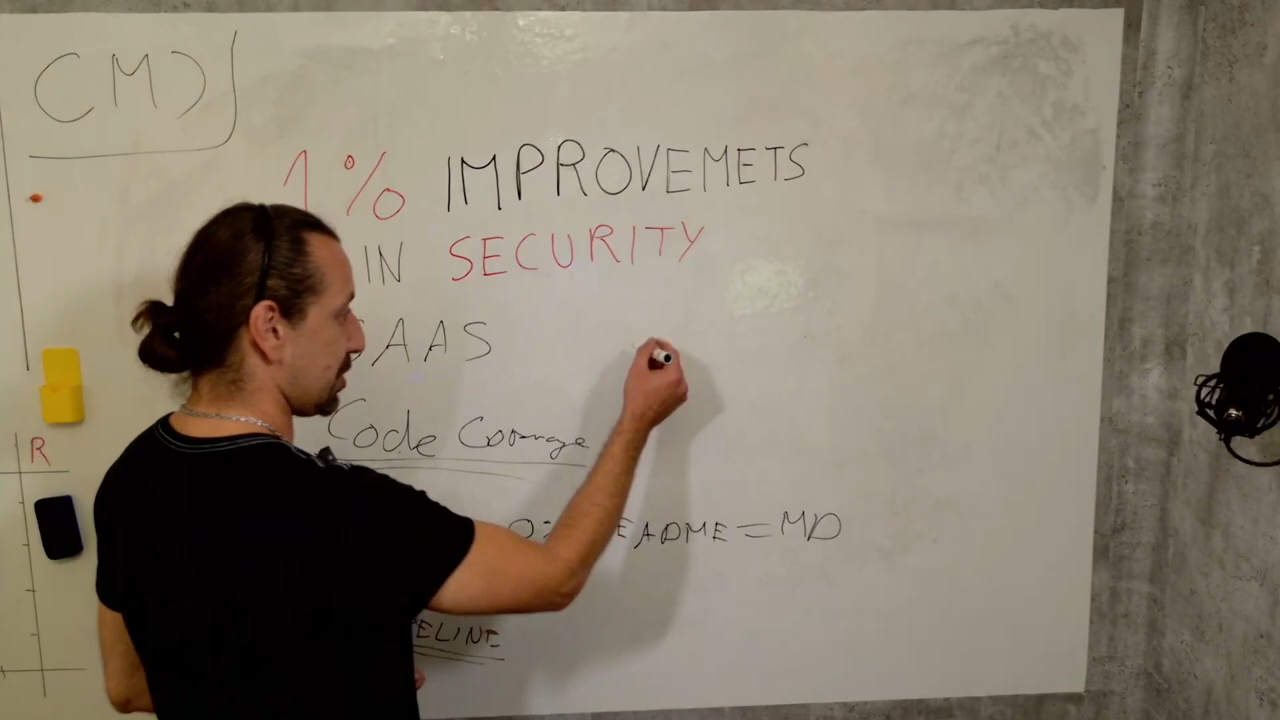 CMD
1% IMPROVEMETS
IN SECURITY
AAS
Code Coverage
R
EADME=MD
ELINE